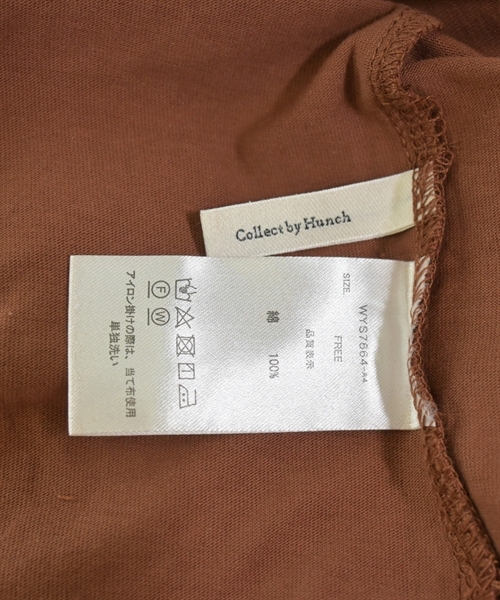 Collect by Hunch
WYS7664-A4
SIZE. FREE
品質表示
綿 100%
F W
アイロン掛けの際は、当て布使用
単独洗い